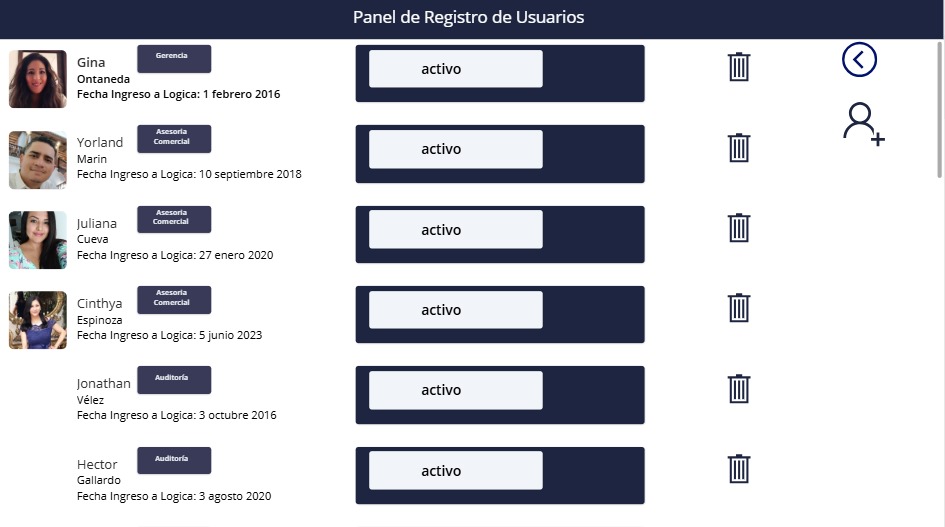 Panel de Registro de Usuarios
Gina
Gerencia
Ontaneda
Fecha Ingreso a Logica: 1 febrero 2016
activo
Yorland
Asesoria
Comercial
Marin
Fecha Ingreso a Logica: 10 septiembre 2018
activo
Juliana
Asesoria
Comercial
Cueva
Fecha Ingreso a Logica: 27 enero 2020
activo
Cinthya
Asesoria
Comercial
Espinoza
Fecha Ingreso a Logica: 5 junio 2023
activo
Jonathan
Auditoría
Vélez
Fecha Ingreso a Logica: 3 octubre 2016
activo
Hector
Auditoría
Gallardo
Fecha Ingreso a Logica: 3 agosto 2020
activo